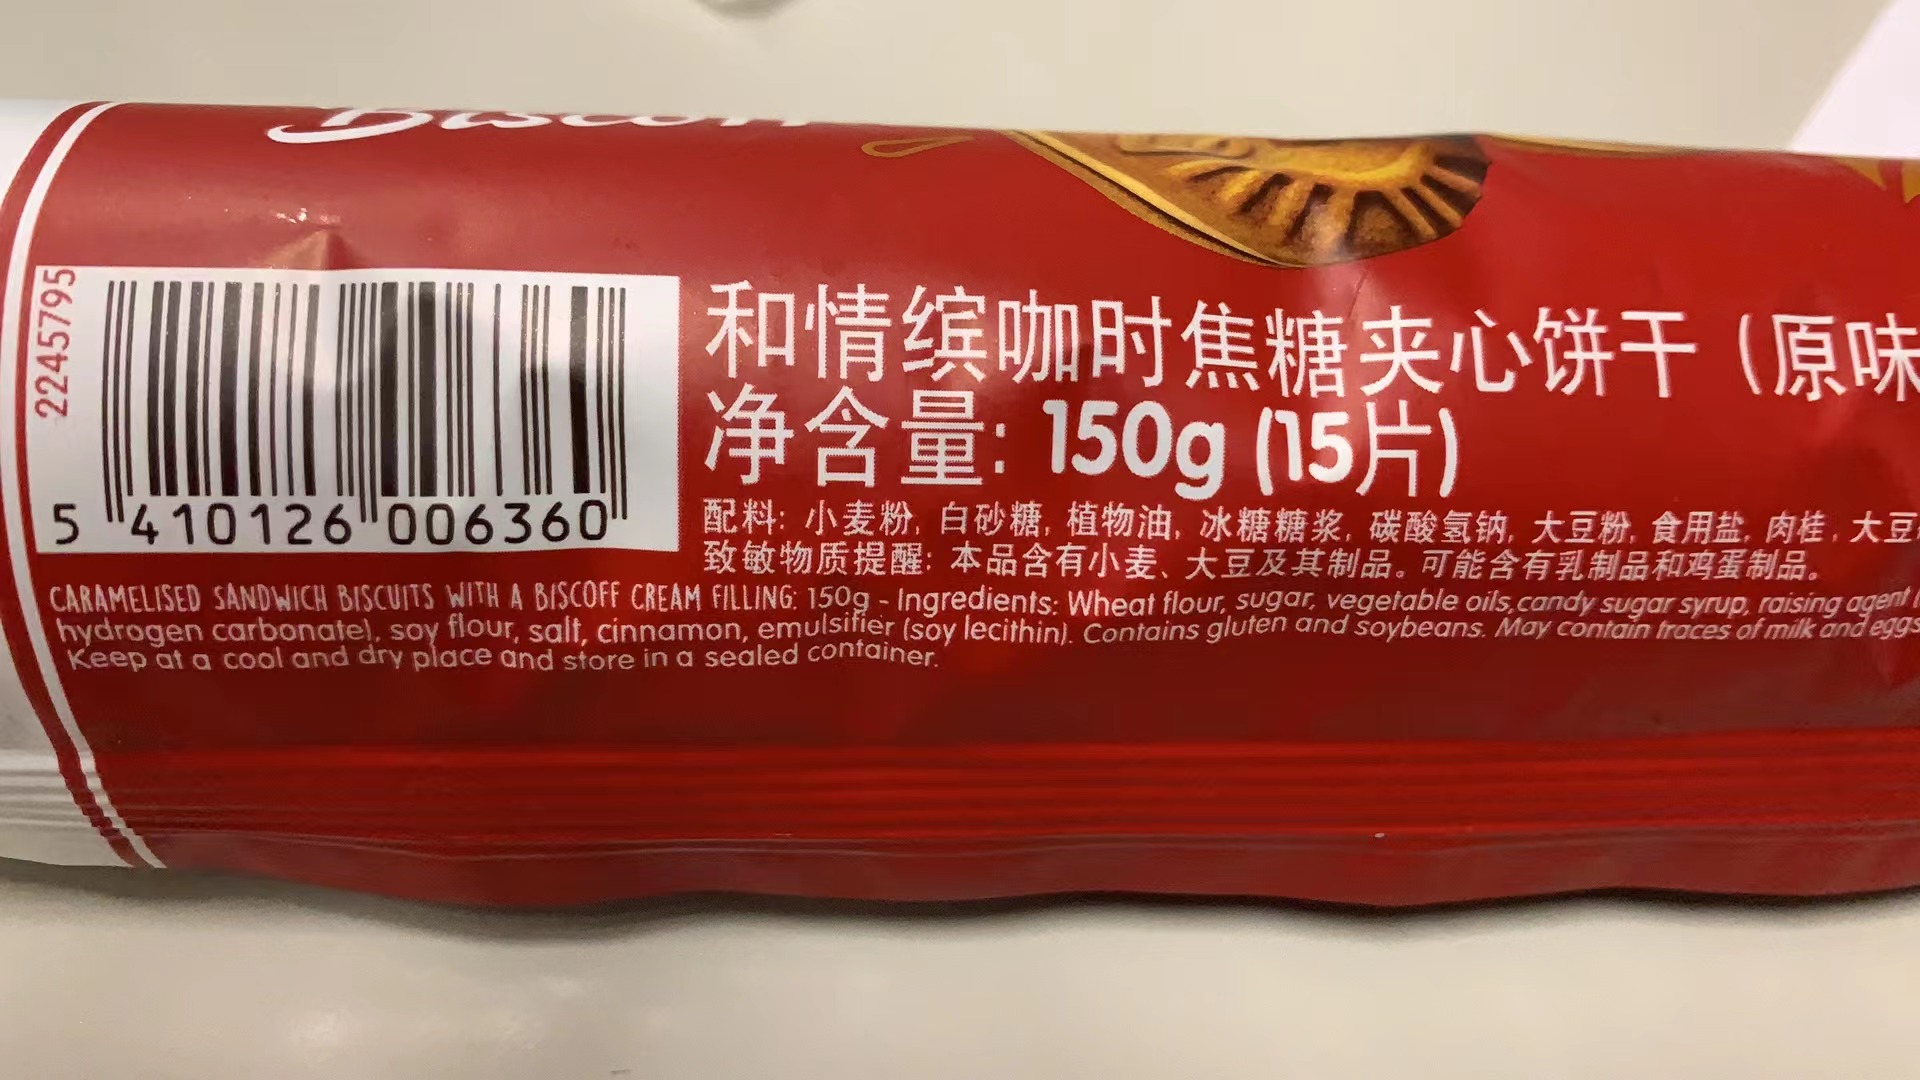 2245795
5 410126 006360
和情缤咖时焦糖夹心饼干（原味
净含量: 150g (15片)
配料: 小麦粉, 白砂糖, 植物油, 冰糖糖浆, 碳酸氢钠, 大豆粉, 食用盐, 肉桂, 大豆
致敏物质提醒: 本品含有小麦、大豆及其制品。可能含有乳制品和鸡蛋制品。
CARAMELISED SANDWICH BISCUITS WITH A BISCOFF CREAM FILLING: 150g - Ingredients: Wheat flour, sugar, vegetable oils, candy sugar syrup, raising agent
hydrogen carbonate), soy flour, salt, cinnamon, emulsifier (soy lecithin). Contains gluten and soybeans. May contain traces of milk and eggs
Keep at a cool and dry place and store in a sealed container.